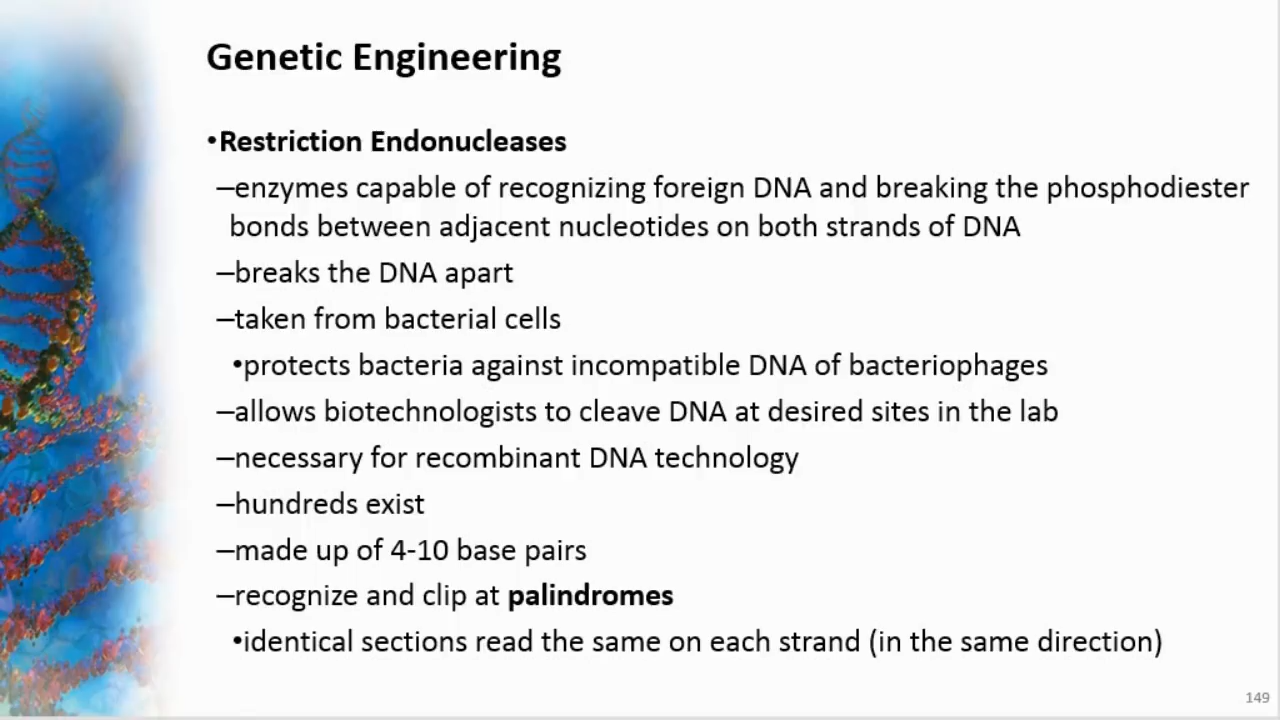 Genetic Engineering
•Restriction Endonucleases
–enzymes capable of recognizing foreign DNA and breaking the phosphodiester
bonds between adjacent nucleotides on both strands of DNA
–breaks the DNA apart
–taken from bacterial cells
•protects bacteria against incompatible DNA of bacteriophages
–allows biotechnologists to cleave DNA at desired sites in the lab
–necessary for recombinant DNA technology
–hundreds exist
–made up of 4-10 base pairs
–recognize and clip at palindromes
•identical sections read the same on each strand (in the same direction)
149